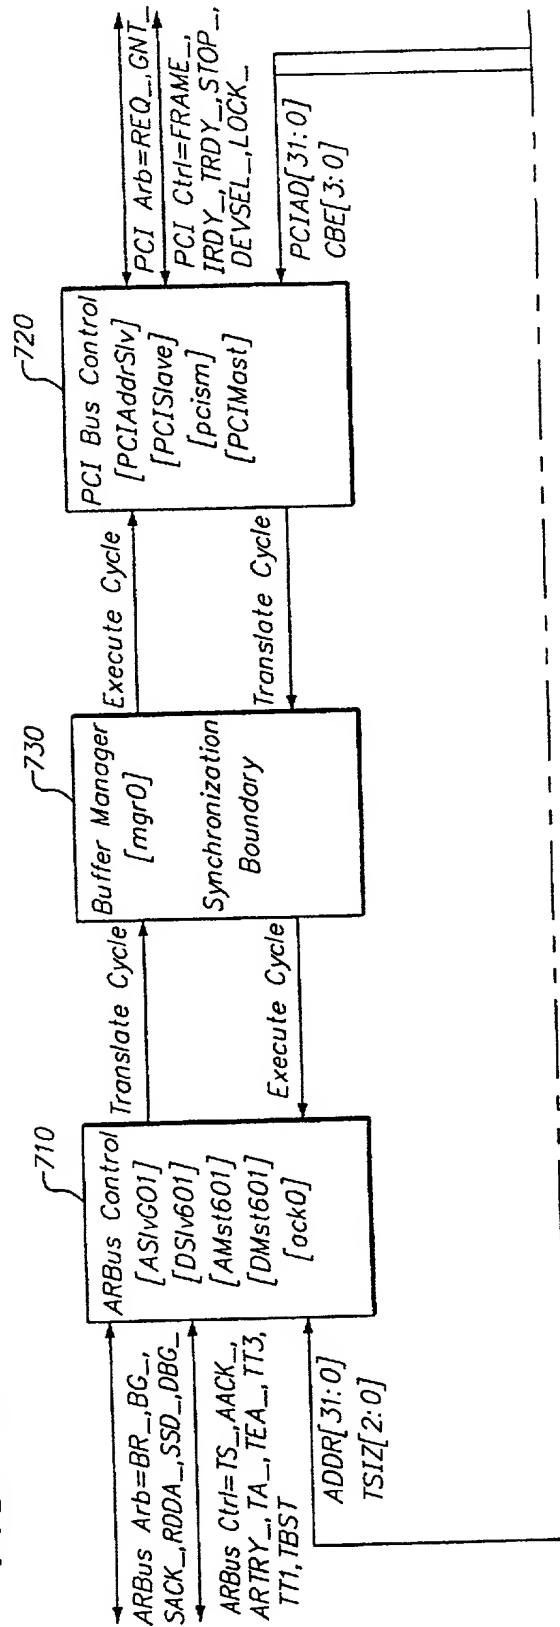 ARBus Arb=BR_,BG_,
SACK_,RDDA_,SSD_,DBG_
ARBus Ctrl=TS_,AACK_,
ARTRY_,TA_,TEA_,TT3,
TT1,TBST
ADDR[31:0]
TSIZ[2:0]
710
ARBus Control
[ASlvG01]
[DSlv601]
[AMst601]
[DMst601]
[ack0]
Translate Cycle
Execute Cycle
730
Buffer Manager
[mgr0]
Synchronization
Boundary
Execute Cycle
Translate Cycle
720
PCI Bus Control
[PCIAddrSlv]
[PCISlave]
[pcism]
[PCIMast]
PCI Arb=REQ_,GNT_
PCI Ctrl=FRAME_,
IRDY_,TRDY_,STOP_,
DEVSEL_,LOCK_
PCIAD[31:0]
CBE[3:0]